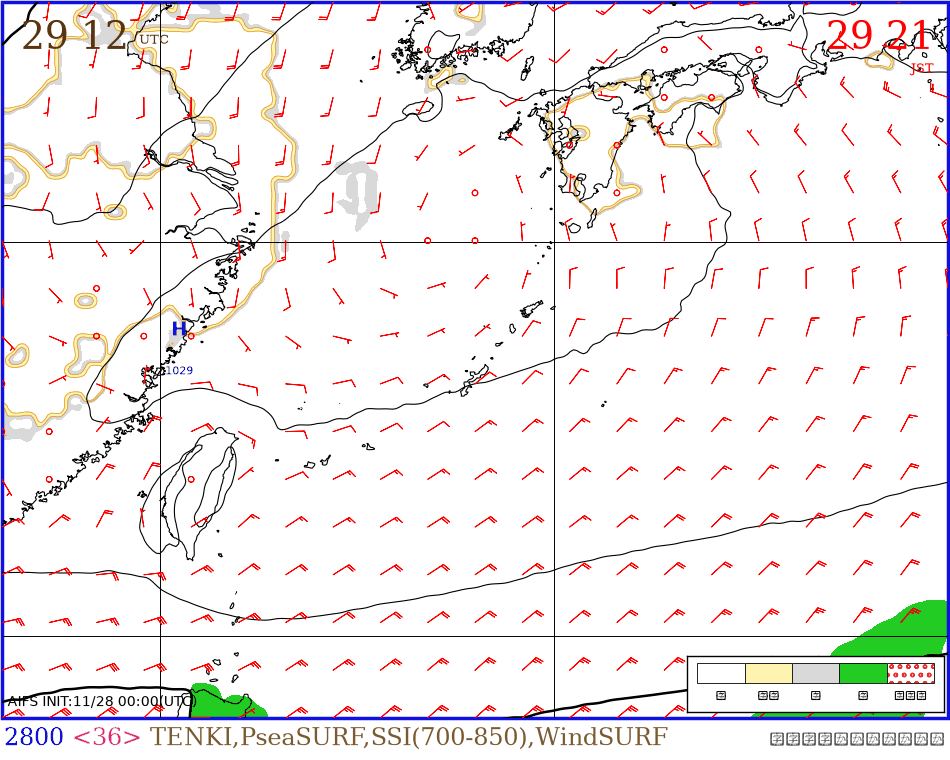 29 12 UTC
29 21
JST
H
1029
AIFS INIT:11/28 00:00(UTC)
2800 <36> TENKI,PseaSURF,SSI(700-850),WindSURF